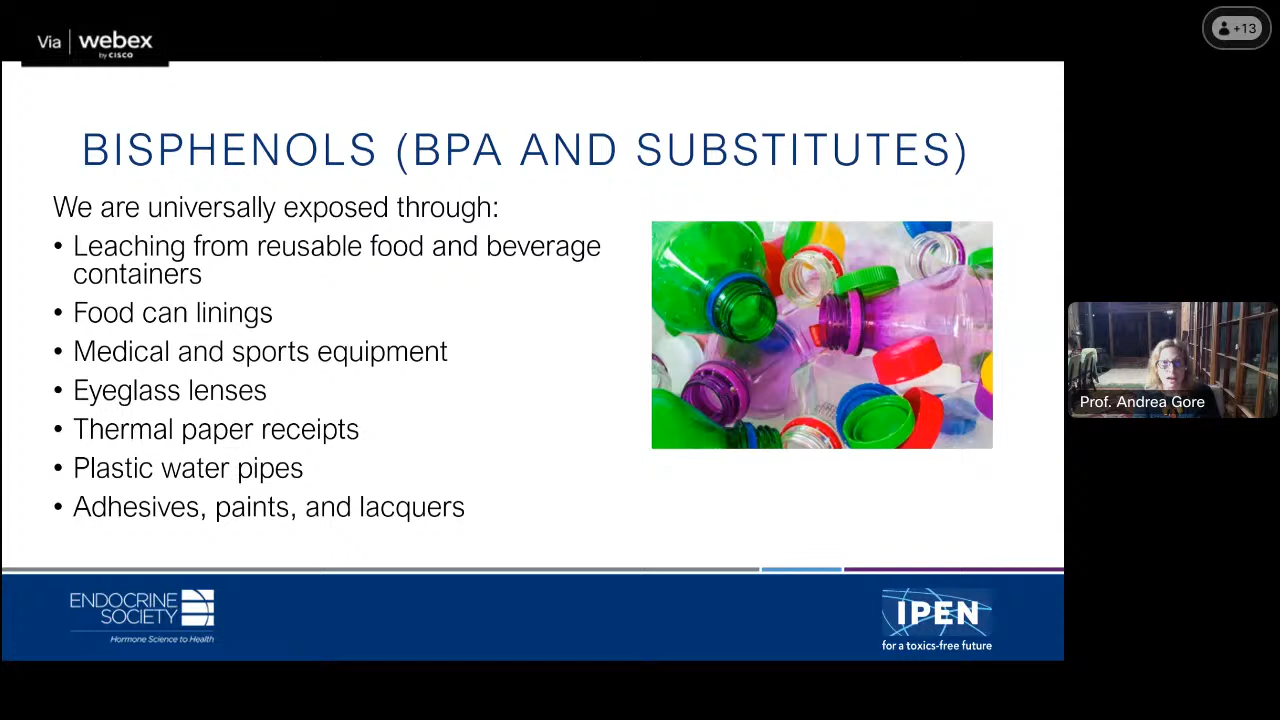 Via webex
by CISCO
+13
BISPHENOLS (BPA AND SUBSTITUTES)
We are universally exposed through:
• Leaching from reusable food and beverage
containers
• Food can linings
• Medical and sports equipment
• Eyeglass lenses
• Thermal paper receipts
• Plastic water pipes
• Adhesives, paints, and lacquers
Prof. Andrea Gore
ENDOCRINE
SOCIETY
Hormone Science to Health
IPEN
for a toxics-free future